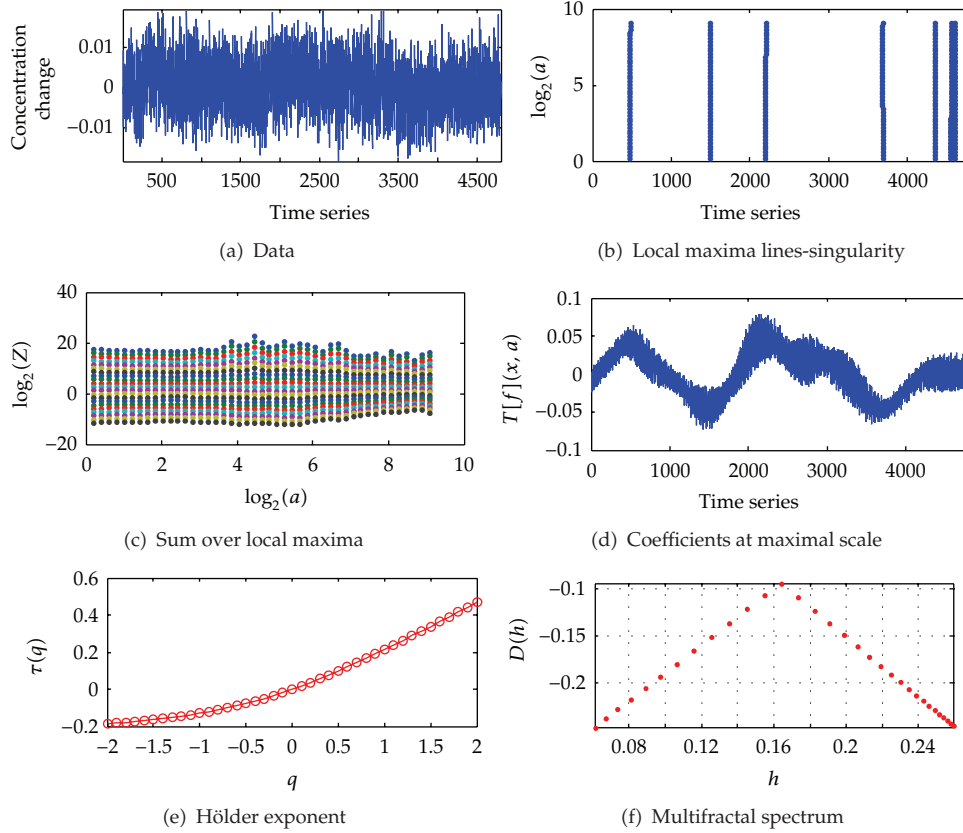 Concentration
change
0.01
0
−0.01
500 1500 2500 3500 4500
Time series
(a) Data
log₂(a)
10
5
0
0 1000 2000 3000 4000
Time series
(b) Local maxima lines-singularity
log₂(Z)
40
20
0
−20
0 2 4 6 8 10
log₂(a)
(c) Sum over local maxima
T[f](x, a)
0.1
0.05
0
−0.05
−0.1
0 1000 2000 3000 4000
Time series
(d) Coefficients at maximal scale
τ(q)
0.6
0.4
0.2
0
−0.2
−2 −1.5 −1 −0.5 0 0.5 1 1.5 2
q
(e) Hölder exponent
D(h)
−0.1
−0.15
−0.2
0.08 0.12 0.16 0.2 0.24
h
(f) Multifractal spectrum